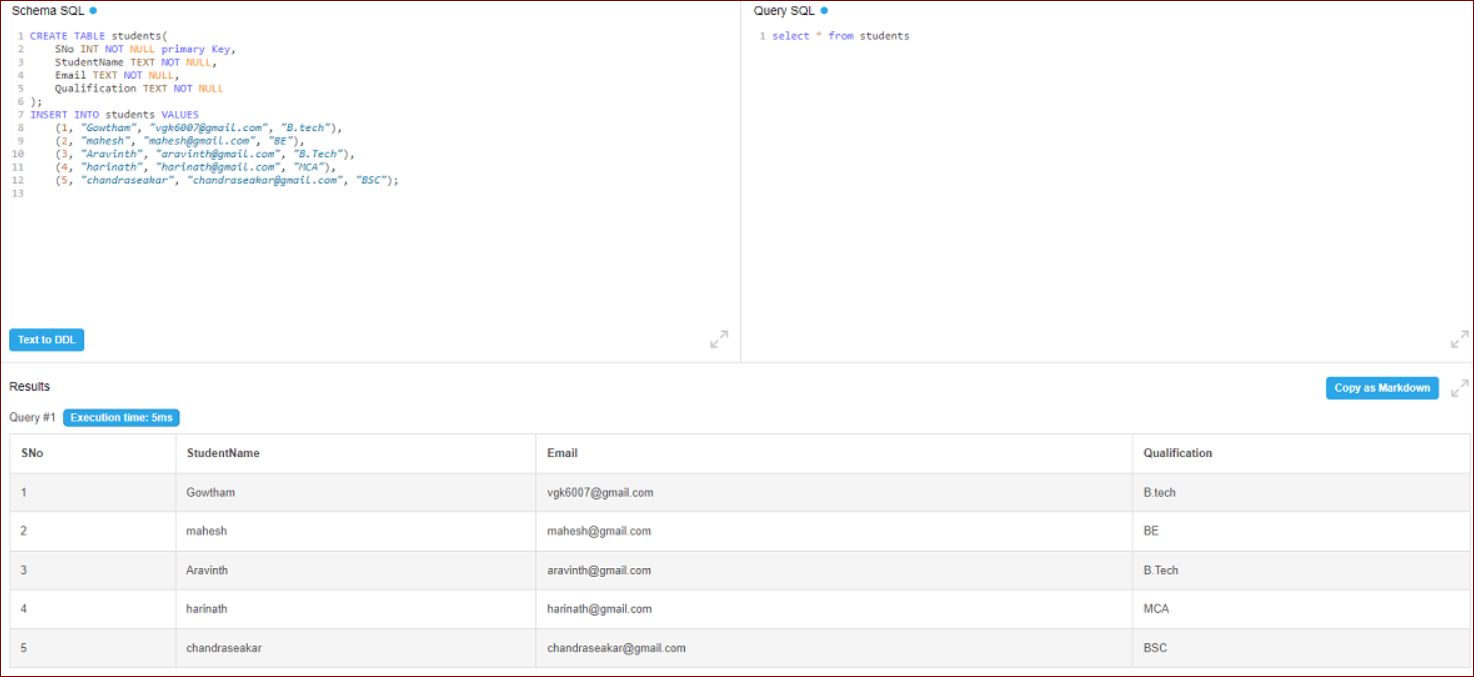 Schema SQL
1 CREATE TABLE students(
2     SNo INT NOT NULL primary Key,
3     StudentName TEXT NOT NULL,
4     Email TEXT NOT NULL,
5     Qualification TEXT NOT NULL
6 );
7 INSERT INTO students VALUES
8     (1, "Gowtham", "vgk6007@gmail.com", "B.tech"),
9     (2, "mahesh", "mahesh@gmail.com", "BE"),
10     (3, "Aravinth", "aravinth@gmail.com", "B.Tech"),
11     (4, "harinath", "harinath@gmail.com", "MCA"),
12     (5, "chandraseakar", "chandraseakar@gmail.com", "BSC");
13
Text to DDL
Query SQL
1 select * from students
Results
Copy as Markdown
Query #1 Execution time: 5ms
SNo StudentName Email Qualification
1 Gowtham vgk6007@gmail.com B.tech
2 mahesh mahesh@gmail.com BE
3 Aravinth aravinth@gmail.com B.Tech
4 harinath harinath@gmail.com MCA
5 chandraseakar chandraseakar@gmail.com BSC